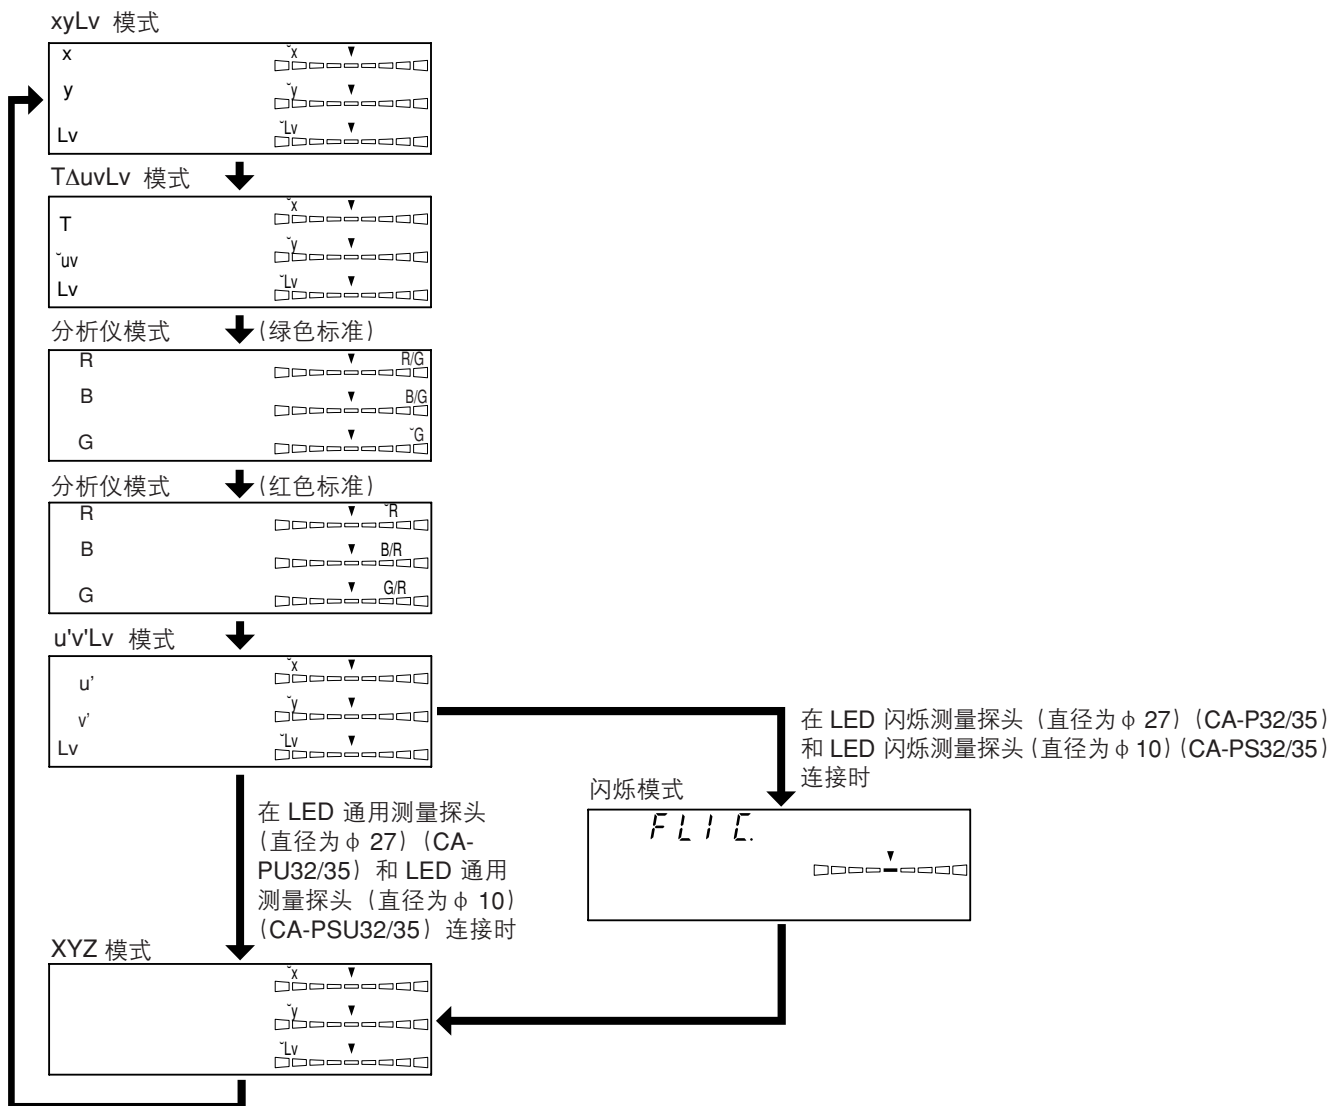 xyLv 模式
x ˘x
y ˘y
Lv ˘Lv
TΔuvLv 模式
T ˘x
˘uv ˘y
Lv ˘Lv
分析仪模式 (绿色标准)
R R/G
B B/G
G ˘G
分析仪模式 (红色标准)
R ˘R
B B/R
G G/R
u'v'Lv 模式
u' ˘x
v' ˘y
Lv ˘Lv
在 LED 闪烁测量探头 (直径为 φ 27) (CA-P32/35)
和 LED 闪烁测量探头 (直径为 φ 10) (CA-PS32/35)
连接时
闪烁模式
FLIC.
在 LED 通用测量探头
(直径为 φ 27) (CA-
PU32/35) 和 LED 通用
测量探头 (直径为 φ 10)
(CA-PSU32/35) 连接时
XYZ 模式
˘x
˘y
˘Lv